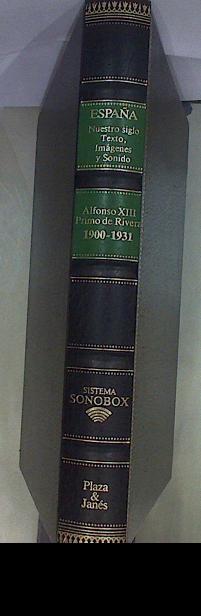 ESPAÑA
Nuestro siglo
Texto,
Imágenes
y Sonido
Alfonso XIII
Primo de Rivera
1900-1931
SISTEMA
SONOBOX
Plaza
&
Janés